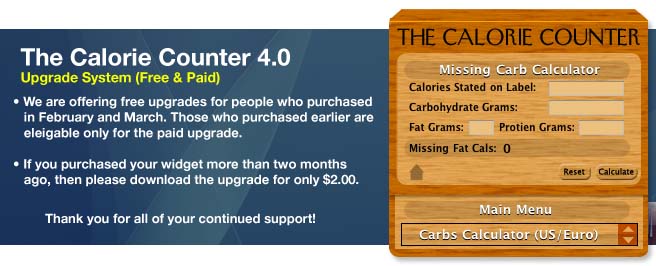 The Calorie Counter 4.0
Upgrade System (Free & Paid)
• We are offering free upgrades for people who purchased
in February and March. Those who purchased earlier are
eleigable only for the paid upgrade.
• If you purchased your widget more than two months
ago, then please download the upgrade for only $2.00.
Thank you for all of your continued support!
THE CALORIE COUNTER
Missing Carb Calculator
Calories Stated on Label:
Carbohydrate Grams:
Fat Grams: Protien Grams:
Missing Fat Cals: 0
Reset Calculate
Main Menu
Carbs Calculator (US/Euro)